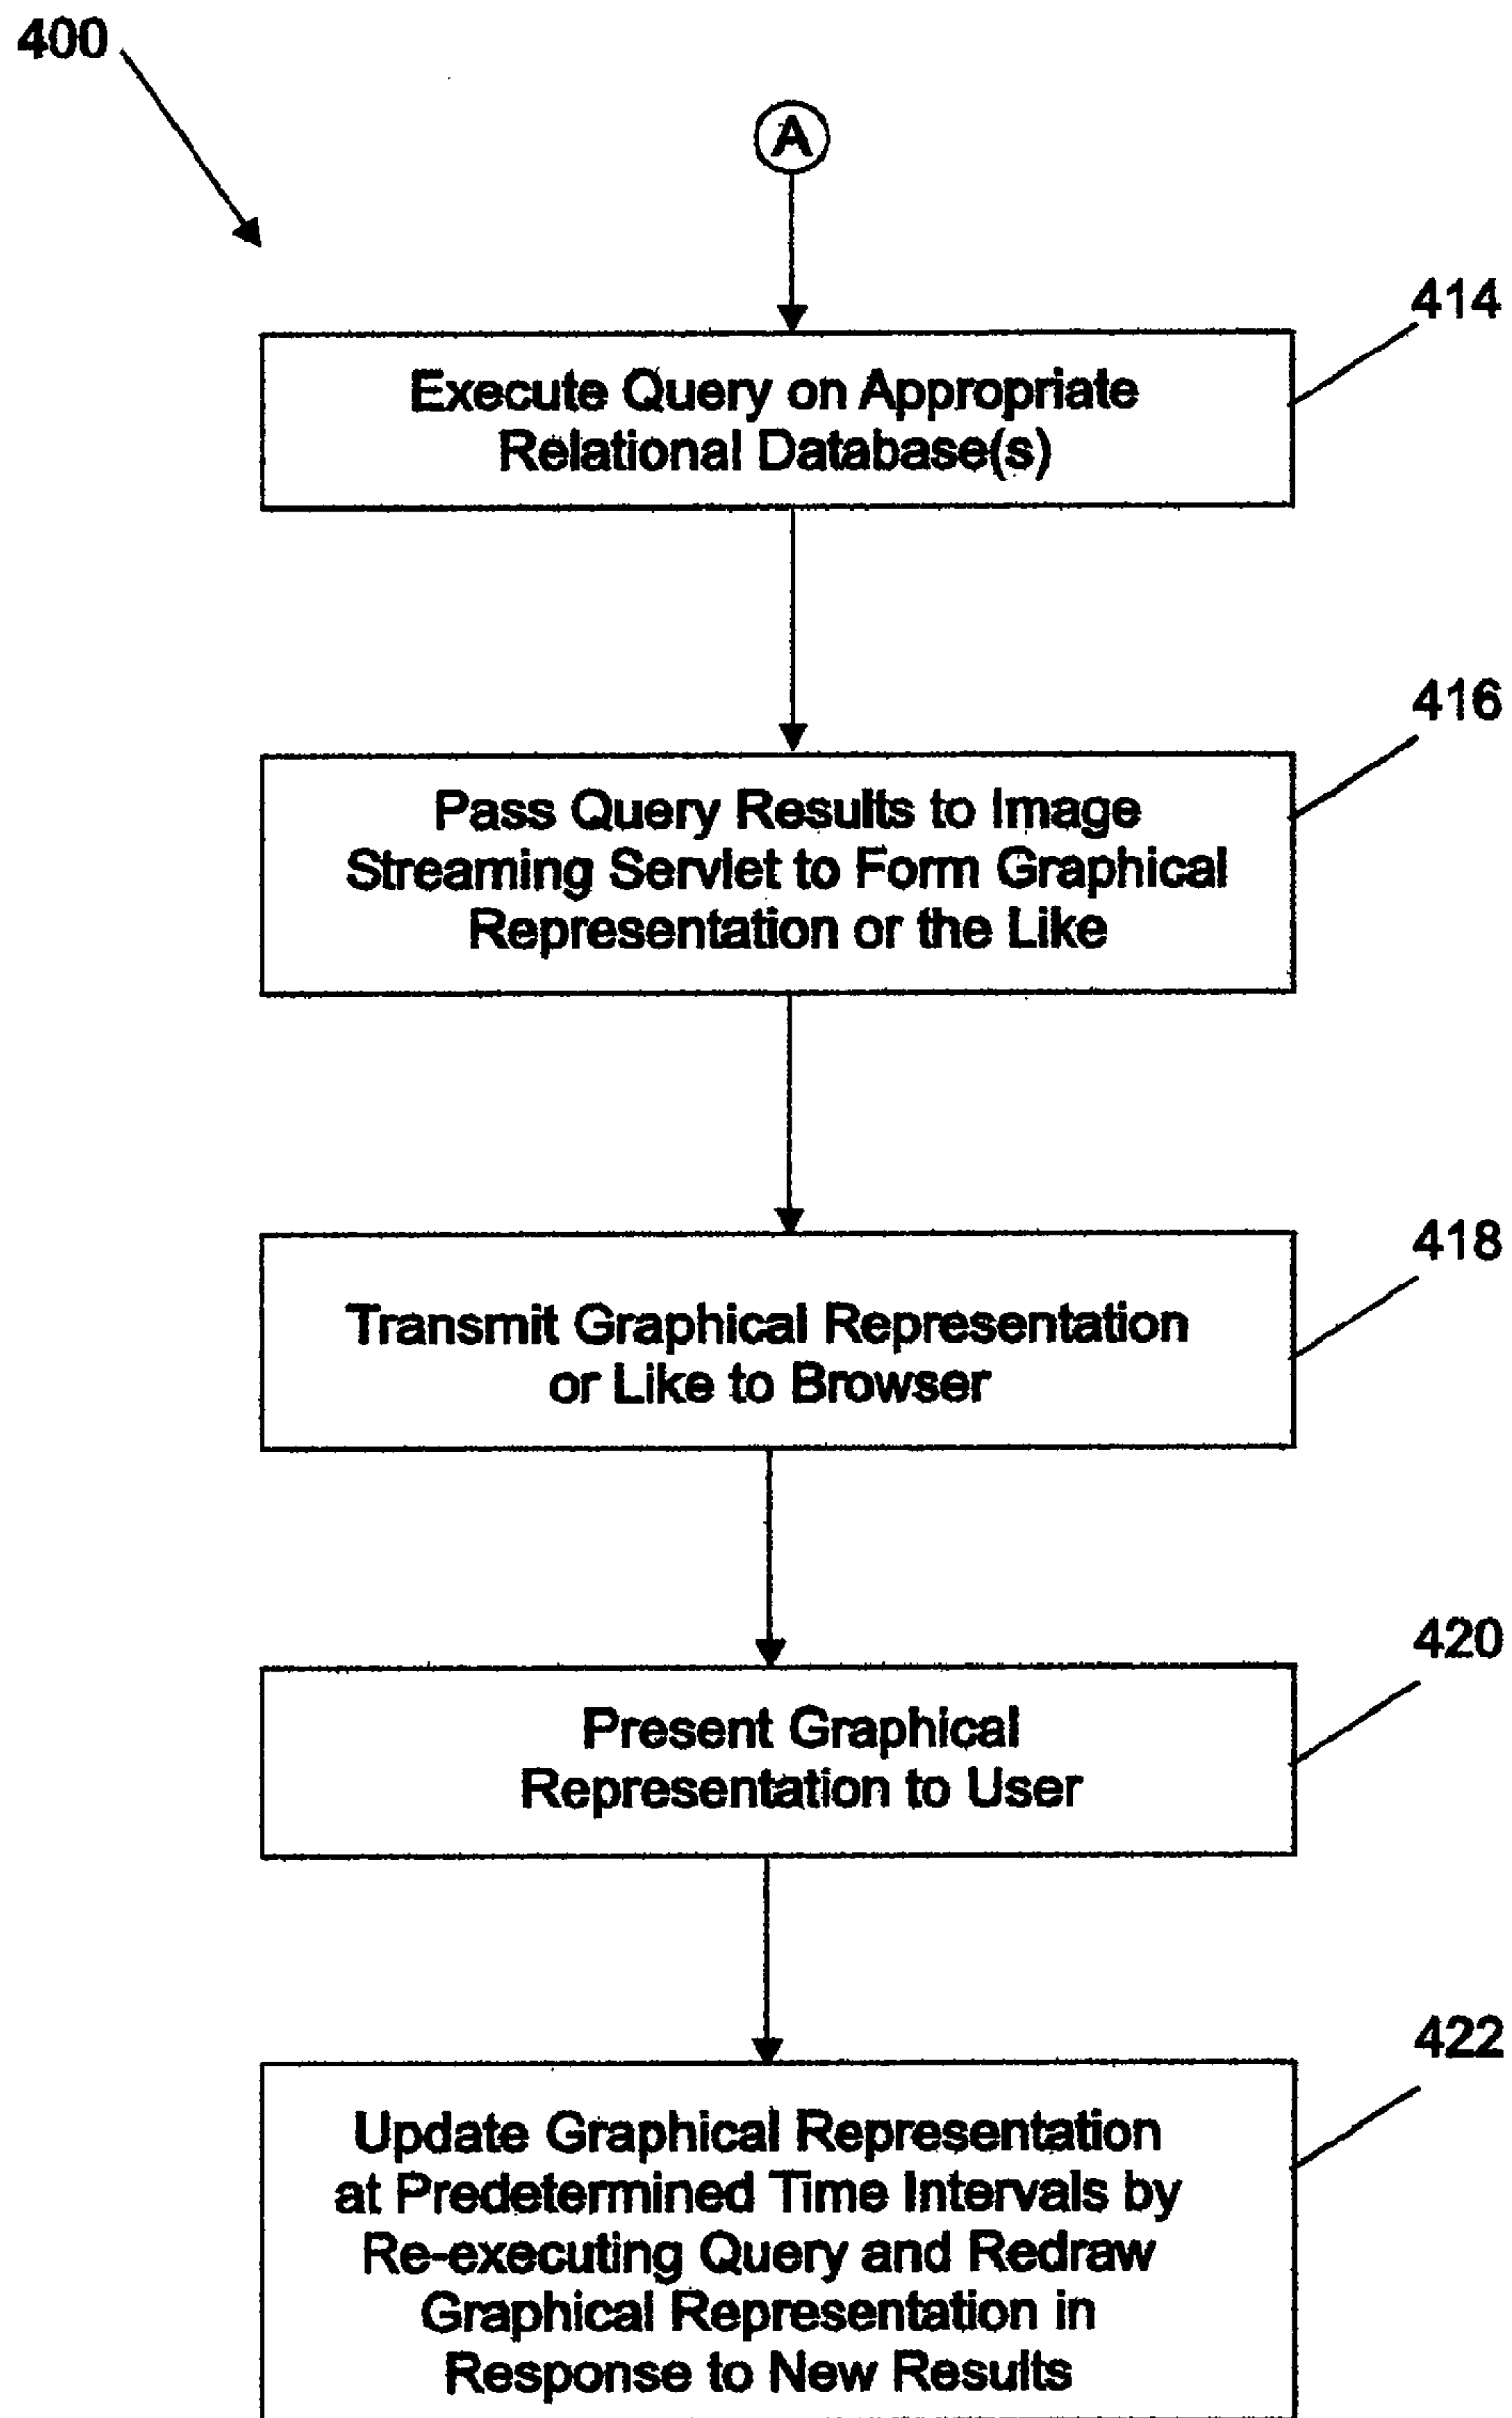 400
A
414
Execute Query on Appropriate
Relational Database(s)
416
Pass Query Results to Image
Streaming Servlet to Form Graphical
Representation or the Like
418
Transmit Graphical Representation
or Like to Browser
420
Present Graphical
Representation to User
422
Update Graphical Representation
at Predetermined Time Intervals by
Re-executing Query and Redraw
Graphical Representation in
Response to New Results